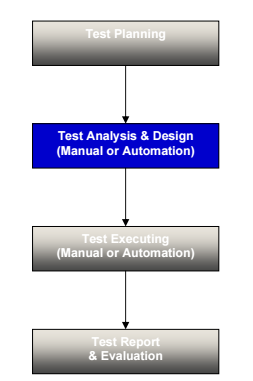 Test Planning
Test Analysis & Design
(Manual or Automation)
Test Executing
(Manual or Automation)
Test Report
& Evaluation